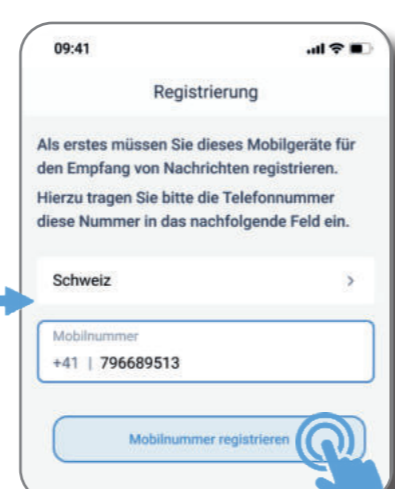 09:41
Registrierung
Als erstes müssen Sie dieses Mobilgeräte für
den Empfang von Nachrichten registrieren.
Hierzu tragen Sie bitte die Telefonnummer
diese Nummer in das nachfolgende Feld ein.
Schweiz
Mobilnummer
+41 | 796689513
Mobilnummer registrieren